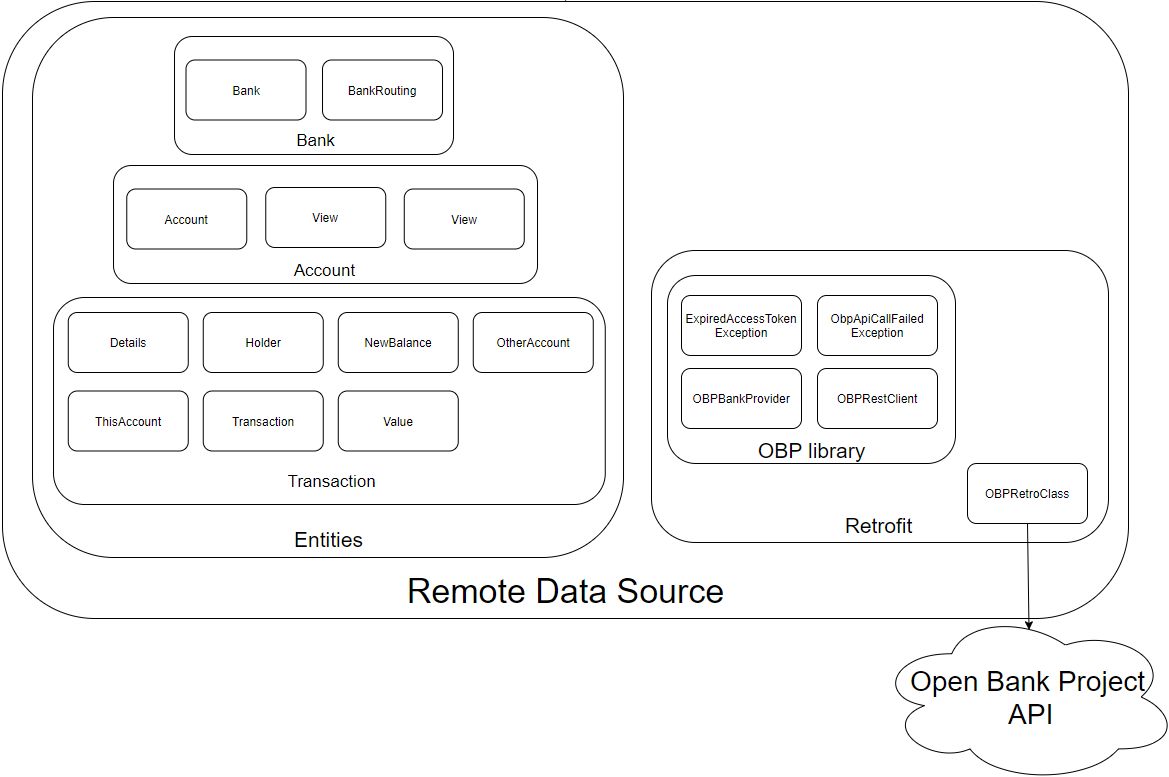 Bank
BankRouting
Bank
Account
View
View
Account
Details
Holder
NewBalance
OtherAccount
ThisAccount
Transaction
Value
Transaction
Entities
ExpiredAccessToken
Exception
ObpApiCallFailed
Exception
OBPBankProvider
OBPRestClient
OBP library
OBPRetroClass
Retrofit
Remote Data Source
Open Bank Project
API